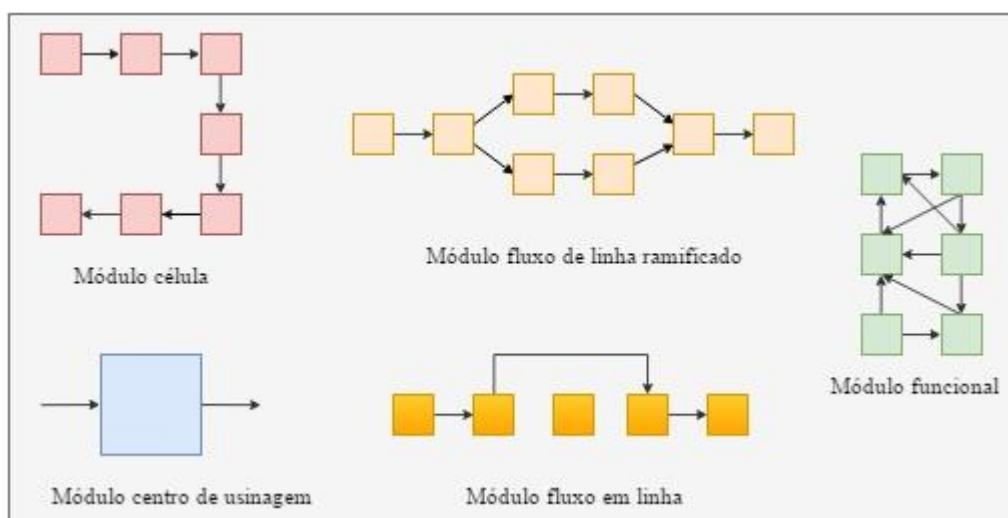 Módulo célula
Módulo fluxo de linha ramificado
Módulo funcional
Módulo centro de usinagem
Módulo fluxo em linha